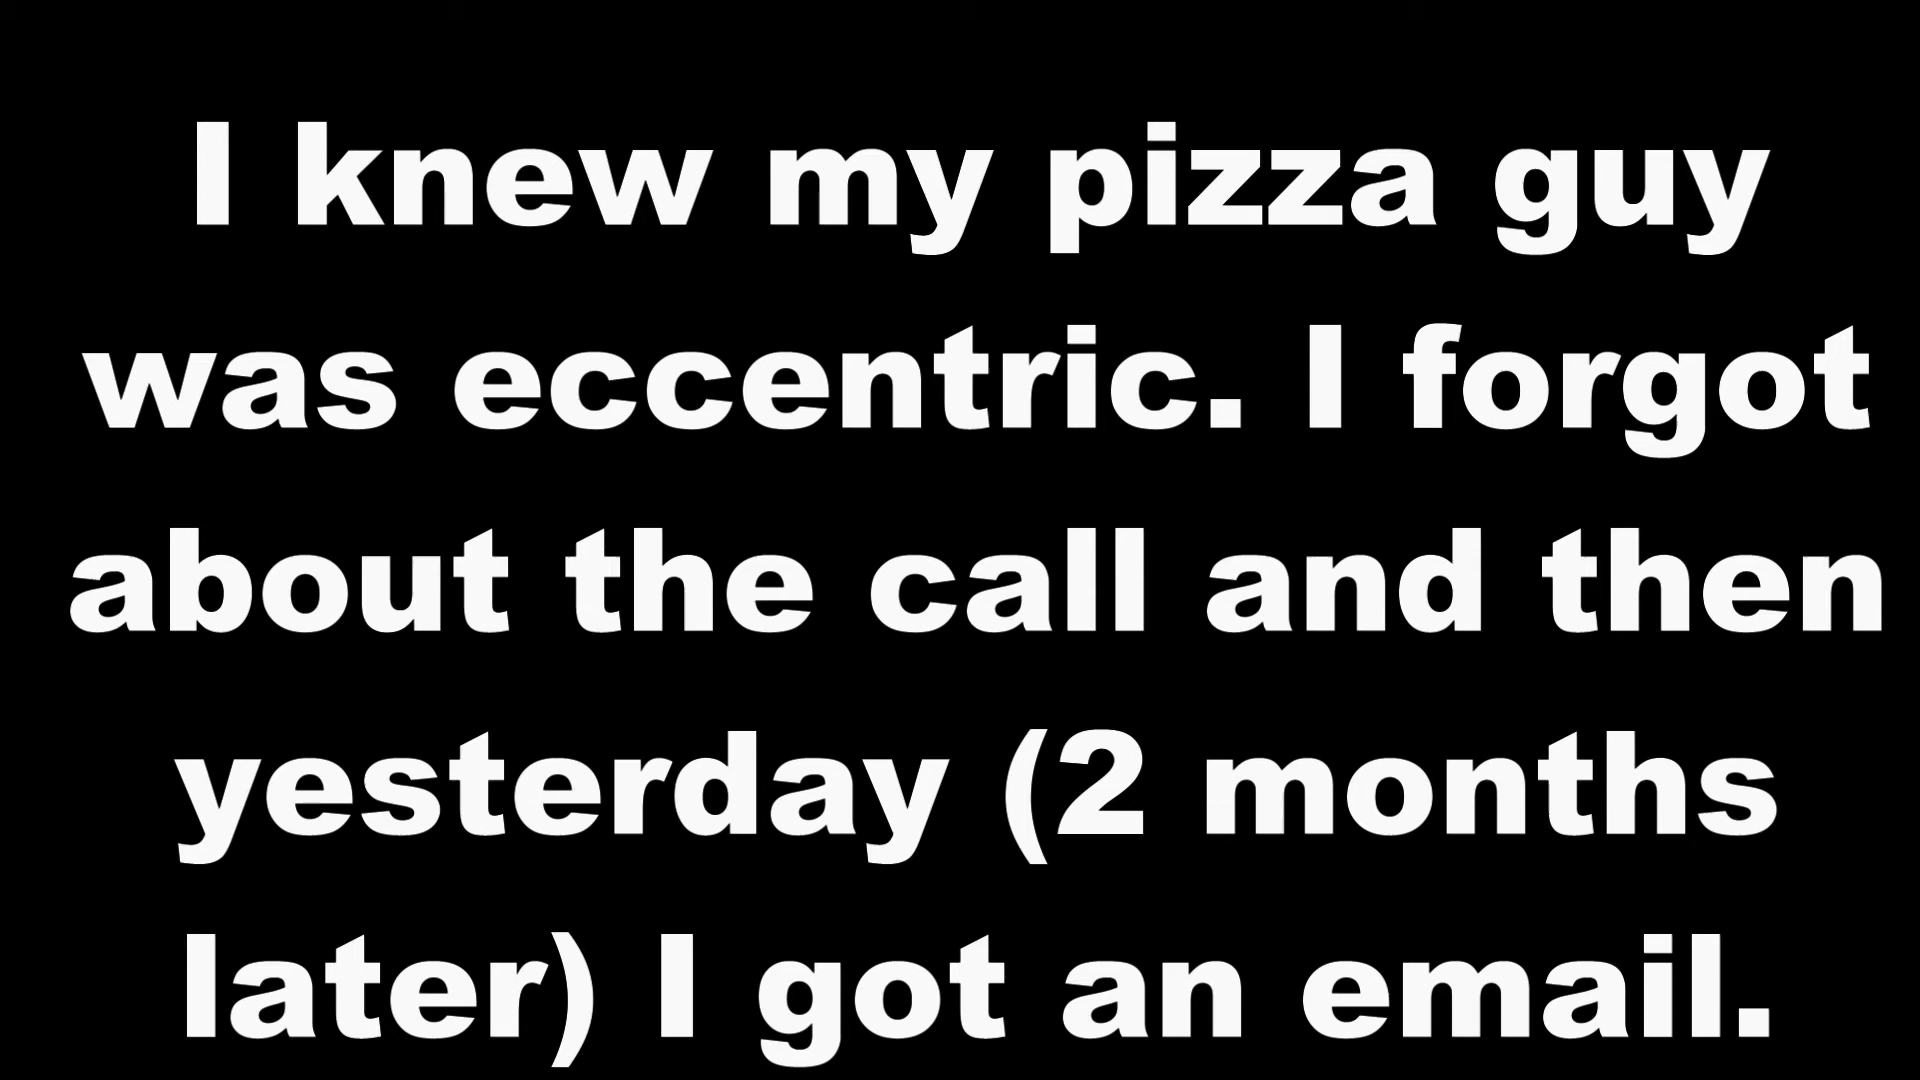 I knew my pizza guy
was eccentric. I forgot
about the call and then
yesterday (2 months
later) I got an email.